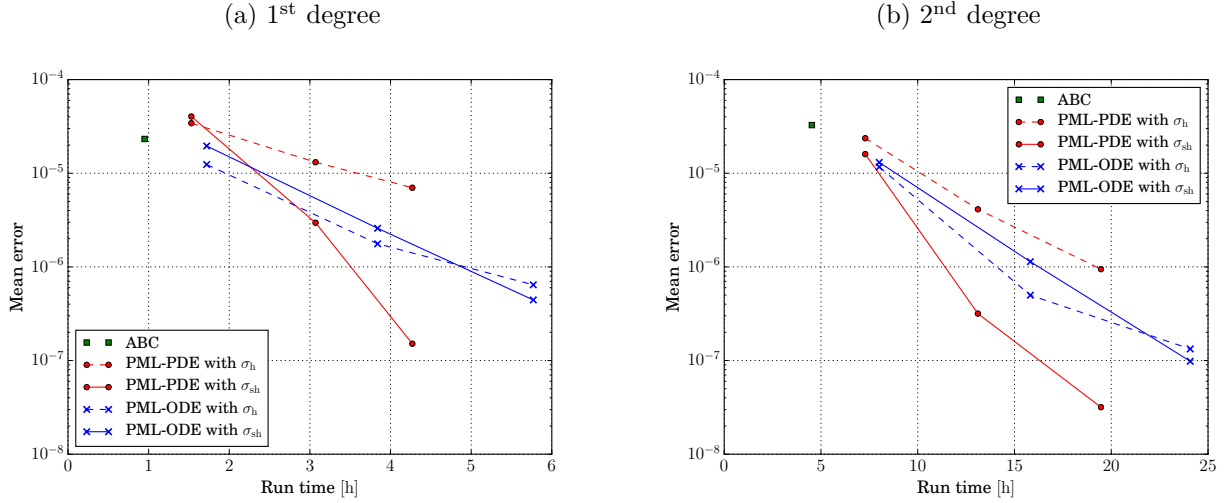 (a) 1st degree
10⁻⁴
10⁻⁵
10⁻⁶
10⁻⁷
10⁻⁸
Mean error
ABC
PML-PDE with σh
PML-PDE with σsh
PML-ODE with σh
PML-ODE with σsh
0 1 2 3 4 5 6
Run time [h]
(b) 2nd degree
10⁻⁴
10⁻⁵
10⁻⁶
10⁻⁷
10⁻⁸
Mean error
ABC
PML-PDE with σh
PML-PDE with σsh
PML-ODE with σh
PML-ODE with σsh
0 5 10 15 20 25
Run time [h]